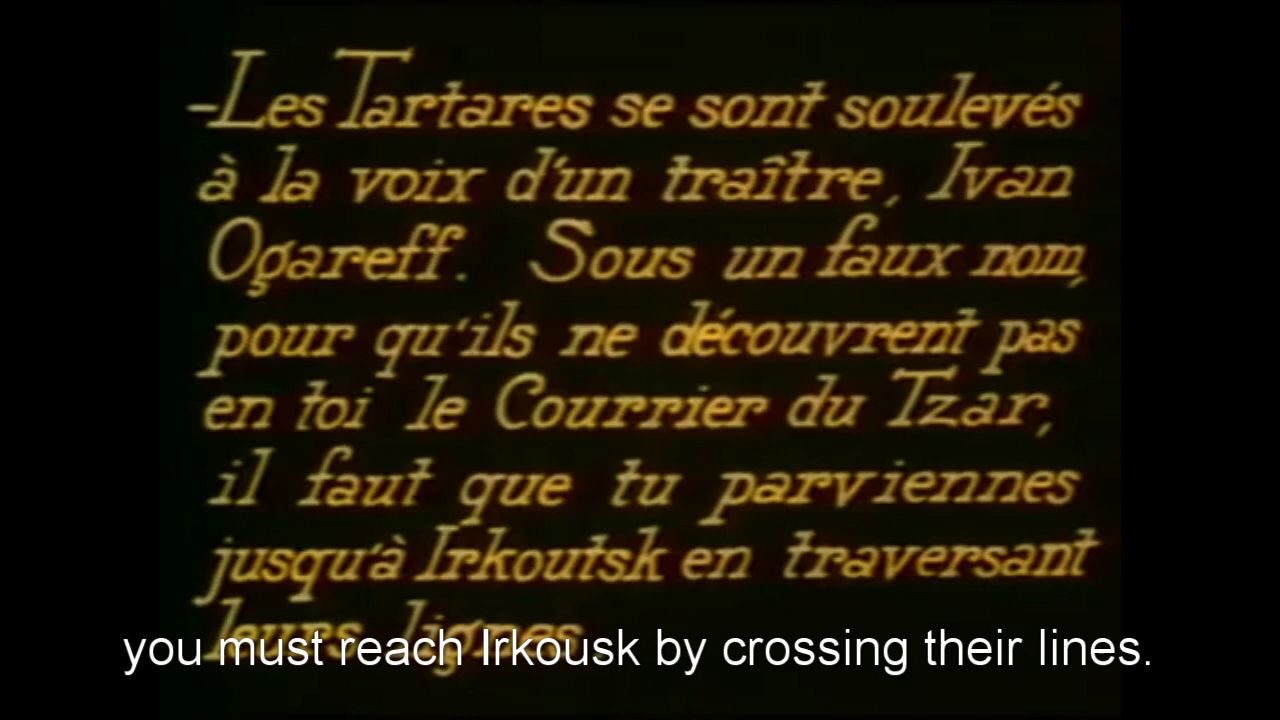 -Les Tartares se sont soulevés
à la voix d'un traître, Ivan
Ogareff. Sous un faux nom,
pour qu'ils ne découvrent pas
en toi le Courrier du Tzar,
il faut que tu parviennes
jusqu'à Irkoutsk en traversant
leurs lignes.
you must reach Irkousk by crossing their lines.